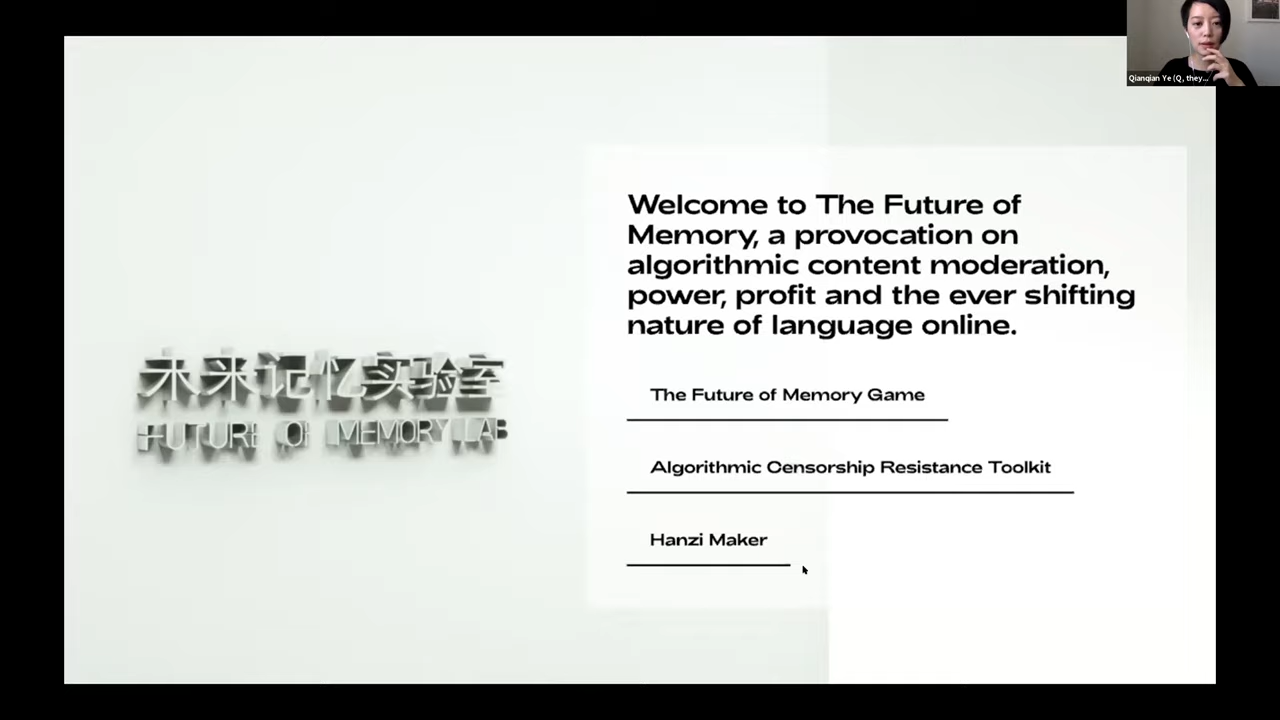 Qianqian Ye (Q, they...
Welcome to The Future of
Memory, a provocation on
algorithmic content moderation,
power, profit and the ever shifting
nature of language online.
未来记忆实验室
FUTURE OF MEMORY LAB
The Future of Memory Game
Algorithmic Censorship Resistance Toolkit
Hanzi Maker